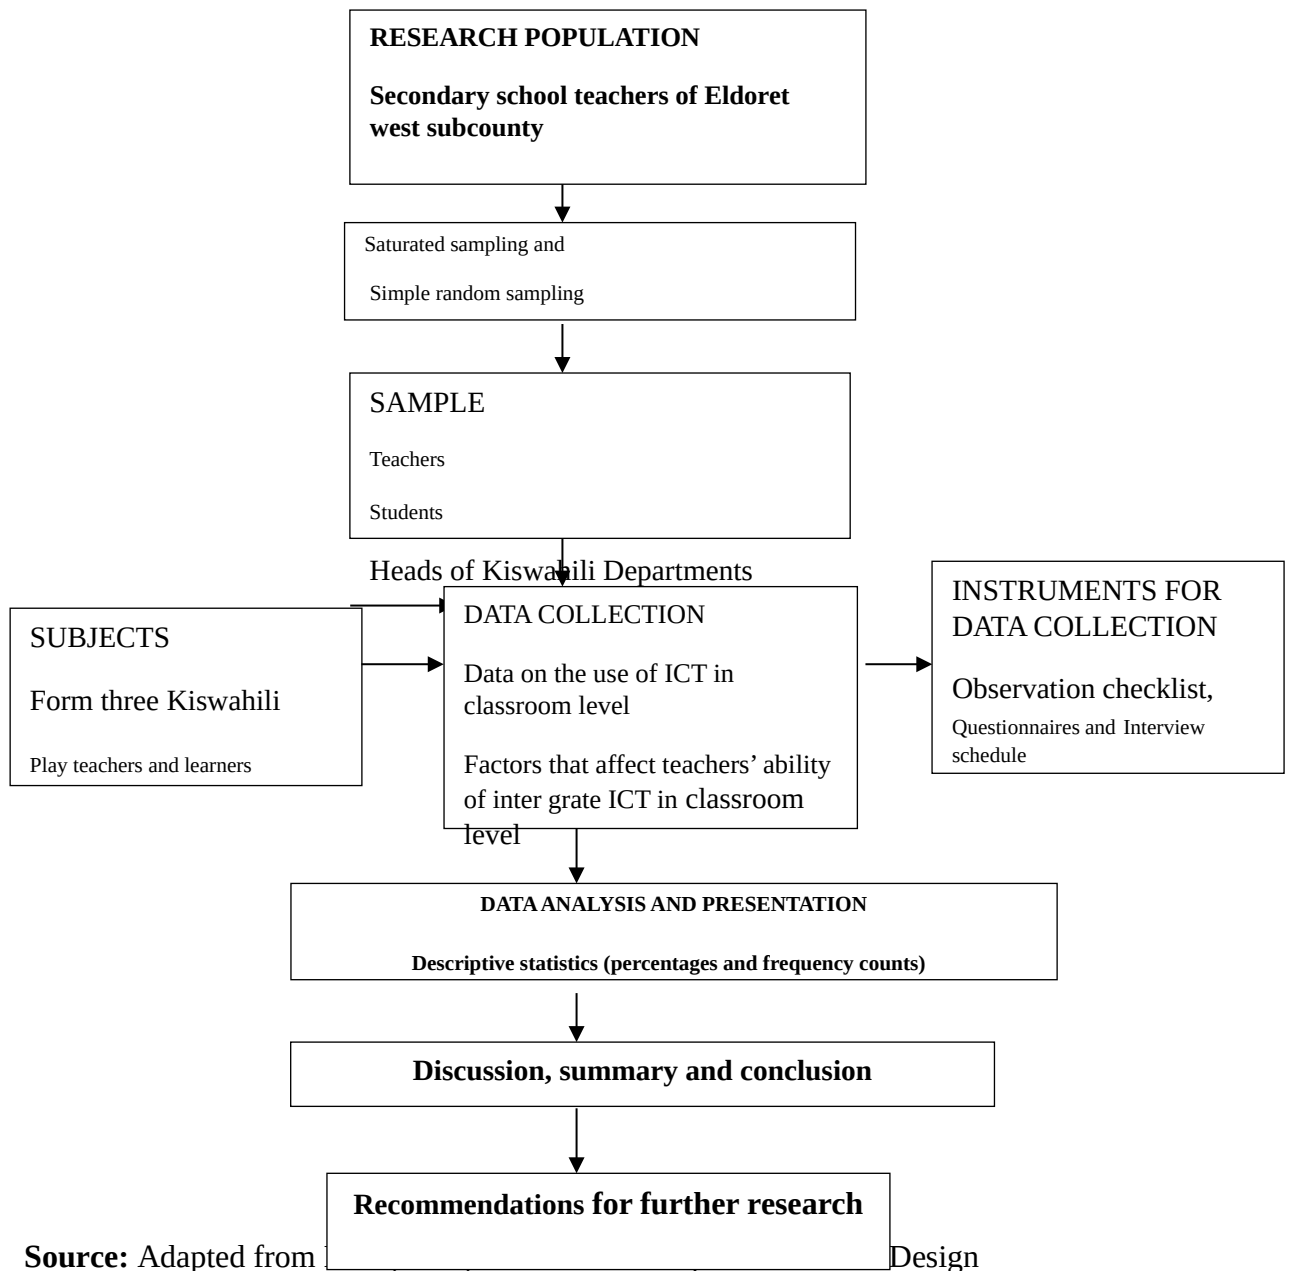 RESEARCH POPULATION
Secondary school teachers of Eldoret
west subcounty
Saturated sampling and
Simple random sampling
SAMPLE
Teachers
Students
Heads of Kiswahili Departments
SUBJECTS
Form three Kiswahili
Play teachers and learners
DATA COLLECTION
Data on the use of ICT in
classroom level
Factors that affect teachers’ ability
of inter grate ICT in classroom
level
INSTRUMENTS FOR
DATA COLLECTION
Observation checklist,
Questionnaires and Interview
schedule
DATA ANALYSIS AND PRESENTATION
Descriptive statistics (percentages and frequency counts)
Discussion, summary and conclusion
Recommendations for further research
Source: Adapted from Design